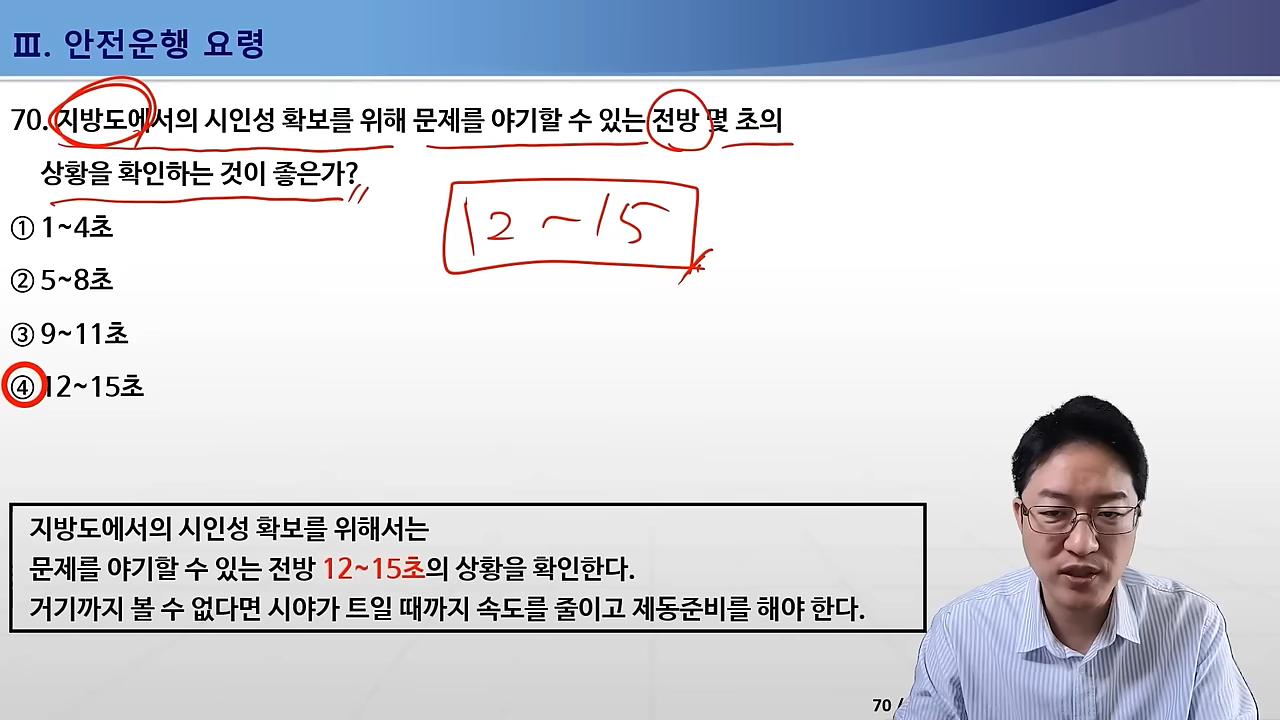 Ⅲ. 안전운행 요령
70. 지방도에서의 시인성 확보를 위해 문제를 야기할 수 있는 전방 몇 초의
상황을 확인하는 것이 좋은가?
12 ~ 15
① 1~4초
② 5~8초
③ 9~11초
④ 12~15초
지방도에서의 시인성 확보를 위해서는
문제를 야기할 수 있는 전방 12~15초의 상황을 확인한다.
거기까지 볼 수 없다면 시야가 트일 때까지 속도를 줄이고 제동준비를 해야 한다.
70 /